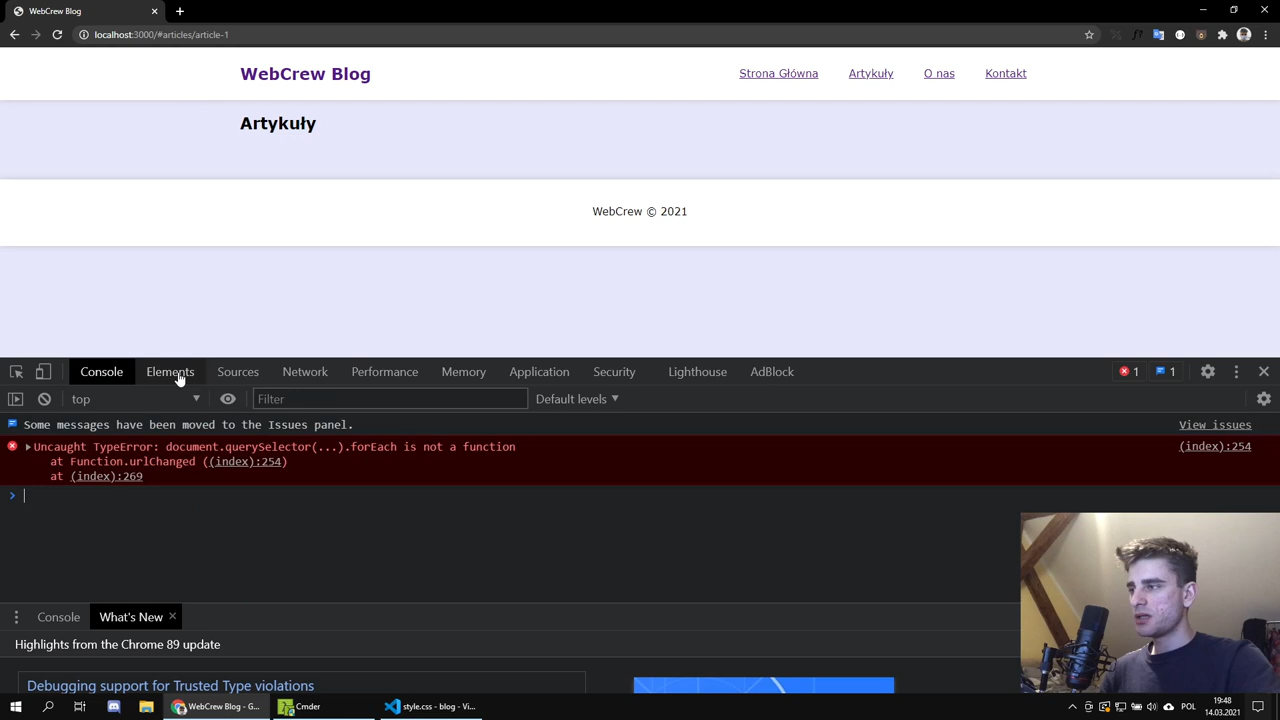 WebCrew Blog
localhost:3000/#articles/article-1
WebCrew Blog
Strona Główna
Artykuły
O nas
Kontakt
Artykuły
WebCrew © 2021
Console
Elements
Sources
Network
Performance
Memory
Application
Security
Lighthouse
AdBlock
1
1
top
Filter
Default levels
Some messages have been moved to the Issues panel.
View issues
Uncaught TypeError: document.querySelector(...).forEach is not a function
(index):254
at Function.urlChanged ((index):254)
at (index):269
Console
What's New
Highlights from the Chrome 89 update
Debugging support for Trusted Type violations
WebCrew Blog - G...
Cmder
style.css - blog - Vi...
POL
19:48
14.03.2021